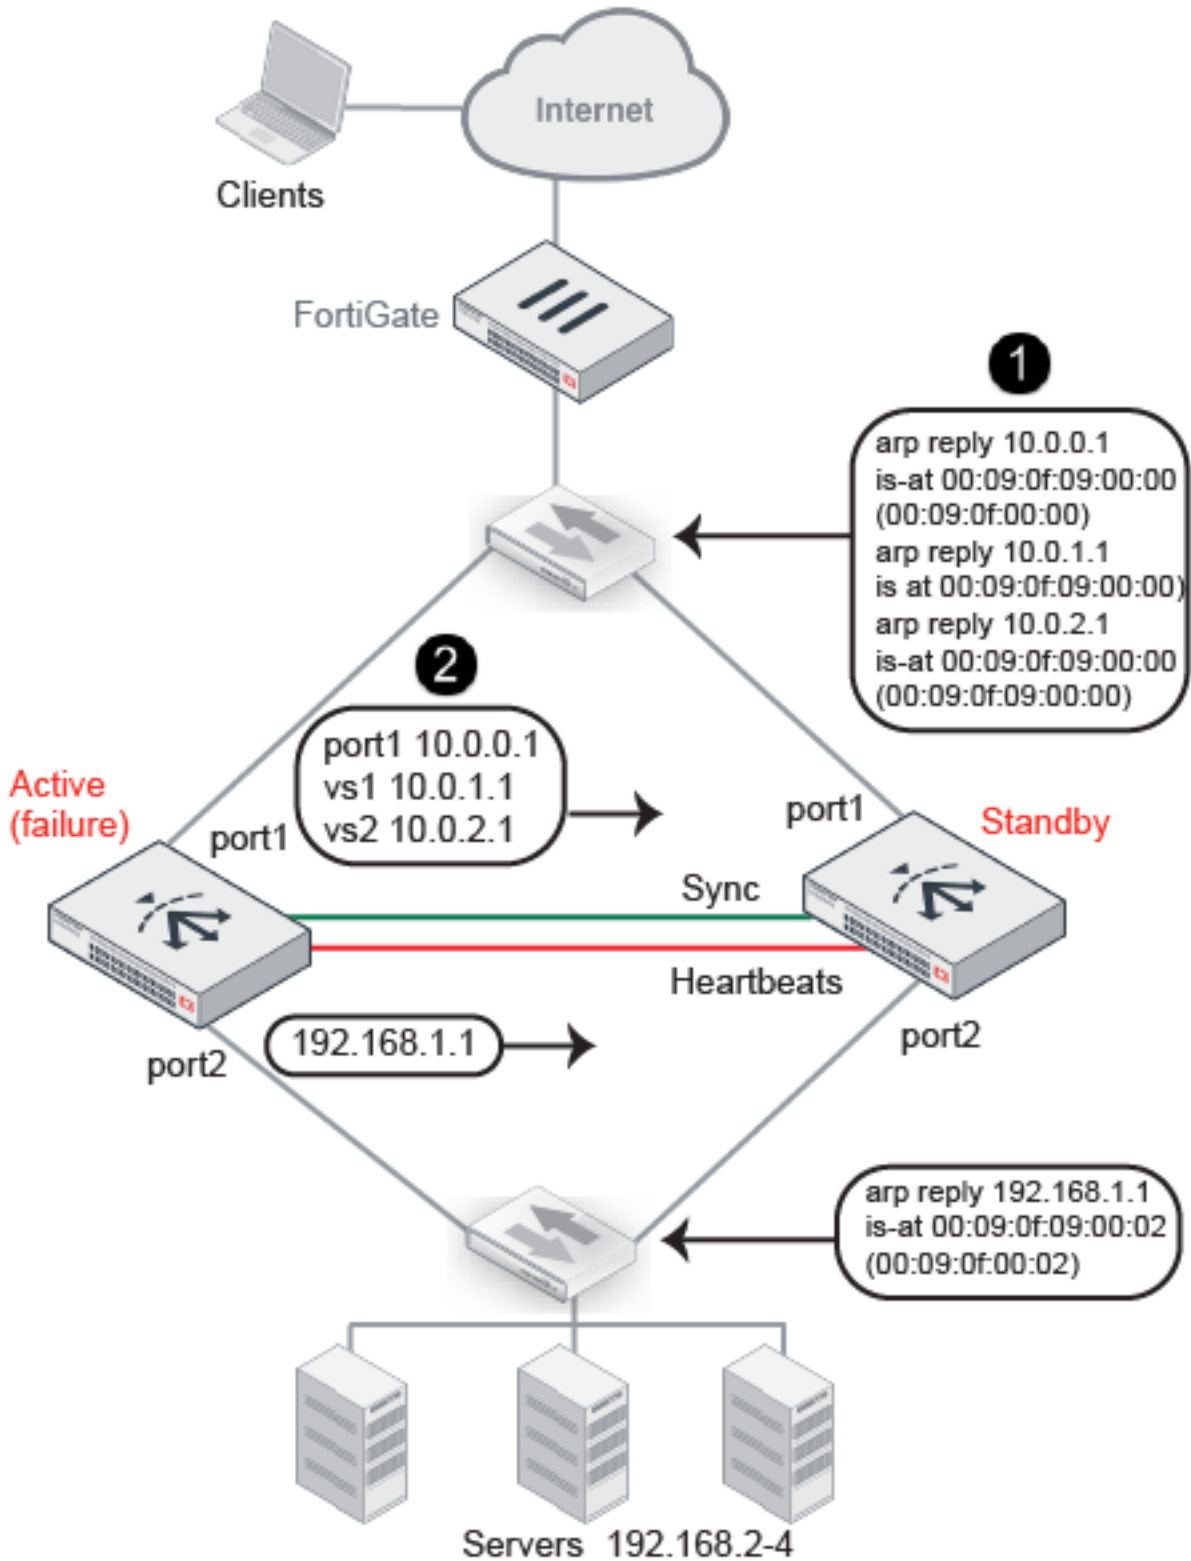 Internet
Clients
FortiGate
1
arp reply 10.0.0.1
is-at 00:09:0f:09:00:00
(00:09:0f:00:00)
arp reply 10.0.1.1
is at 00:09:0f:09:00:00)
arp reply 10.0.2.1
is-at 00:09:0f:09:00:00
(00:09:0f:09:00:00)
2
port1 10.0.0.1
vs1 10.0.1.1
vs2 10.0.2.1
Active
(failure)
port1
port1
Standby
Sync
Heartbeats
192.168.1.1
port2
port2
arp reply 192.168.1.1
is-at 00:09:0f:09:00:02
(00:09:0f:00:02)
Servers 192.168.2-4